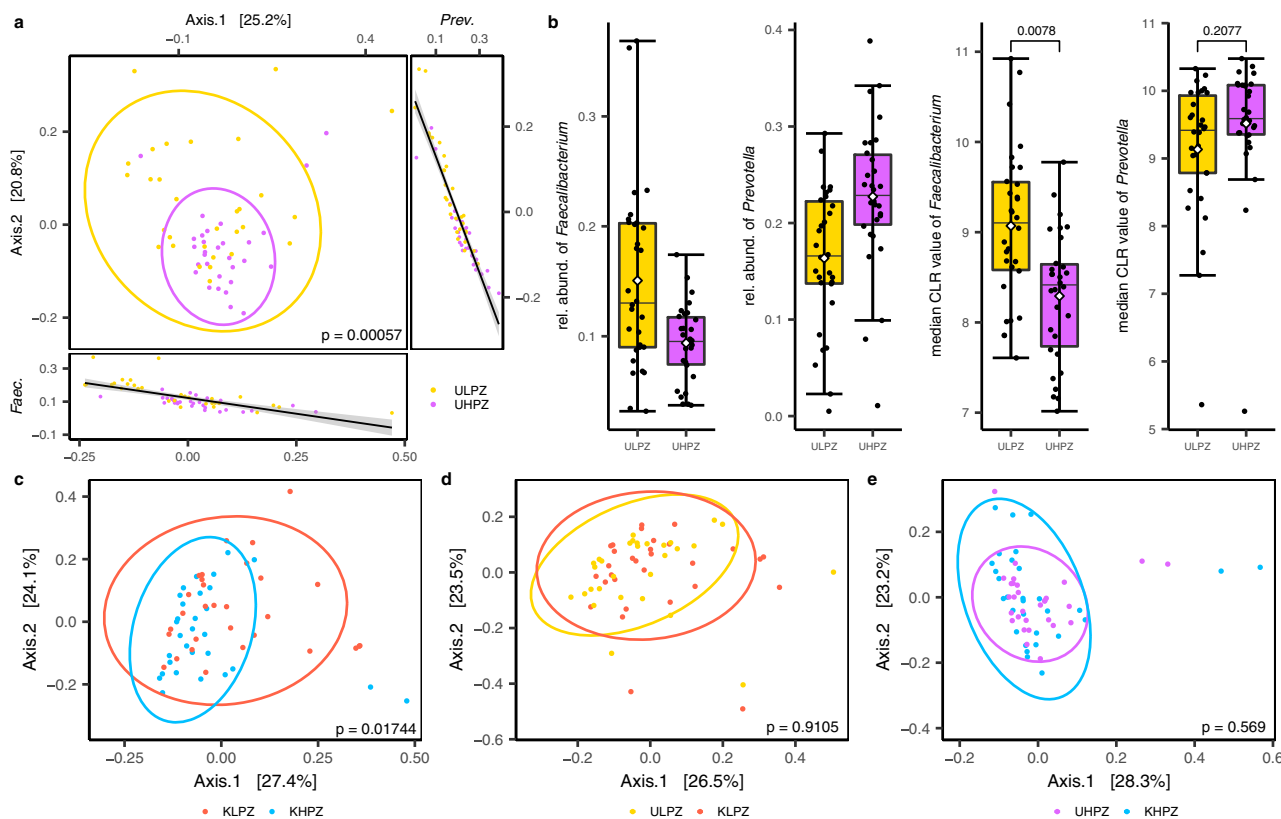 a
Axis.1 [25.2%]
Prev.
−0.1 0.4
0.1 0.3
Axis.2 [20.8%]
0.2
0.0
−0.2
0.2
0.0
−0.2
p = 0.00057
Faec.
0.3
0.1
−0.1
−0.25 0.00 0.25 0.50
ULPZ
UHPZ
b
rel. abund. of Faecalibacterium
0.3
0.2
0.1
ULPZ UHPZ
rel. abund. of Prevotella
0.4
0.3
0.2
0.1
0.0
ULPZ UHPZ
median CLR value of Faecalibacterium
0.0078
11
10
9
8
7
ULPZ UHPZ
median CLR value of Prevotella
0.2077
11
10
9
8
7
6
5
ULPZ UHPZ
c
Axis.2 [24.1%]
0.4
0.2
0.0
−0.2
p = 0.01744
−0.25 0.00 0.25 0.50
Axis.1 [27.4%]
KLPZ KHPZ
d
Axis.2 [23.5%]
0.2
0.0
−0.2
−0.4
−0.6
p = 0.9105
−0.2 0.0 0.2 0.4
Axis.1 [26.5%]
ULPZ KLPZ
e
Axis.2 [23.2%]
0.2
0.0
−0.2
−0.4
p = 0.569
−0.2 0.0 0.2 0.4 0.6
Axis.1 [28.3%]
UHPZ KHPZ